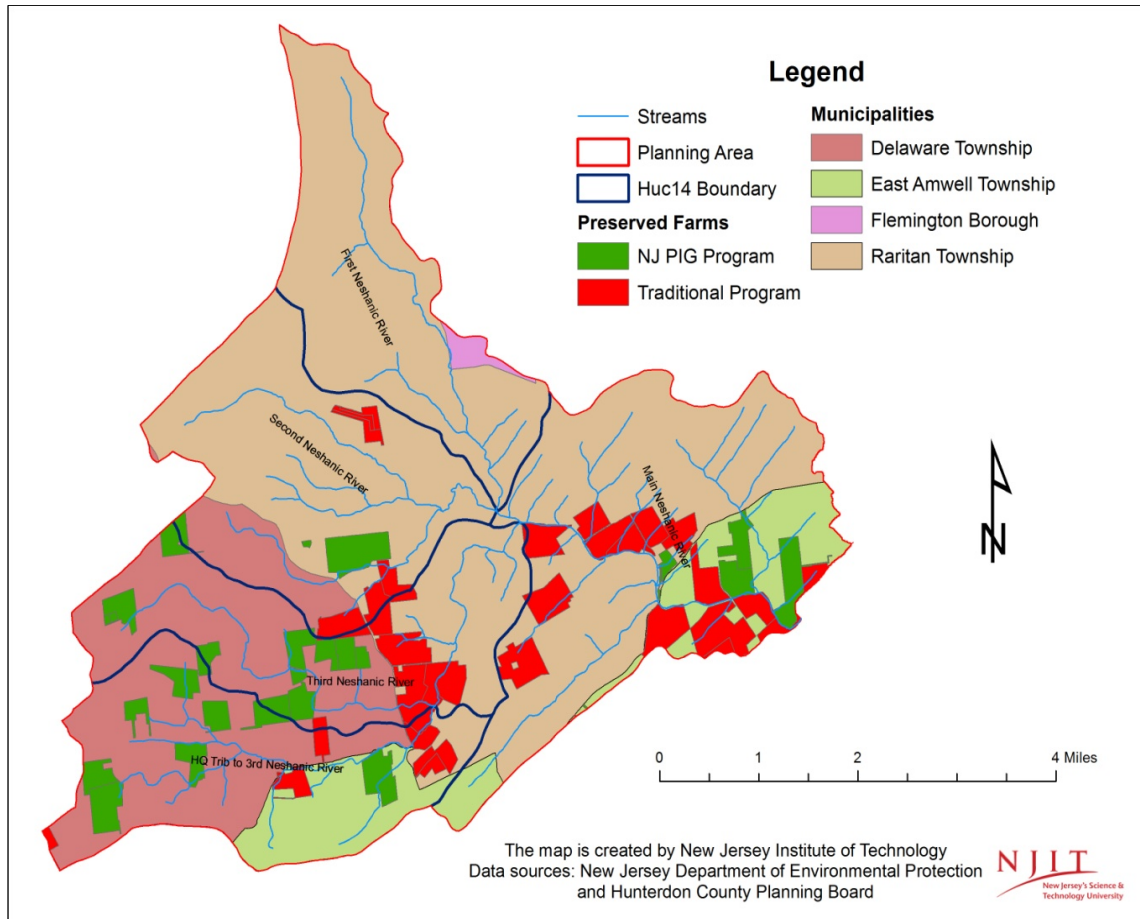 Legend
Streams
Planning Area
Huc14 Boundary
Preserved Farms
NJ PIG Program
Traditional Program
Municipalities
Delaware Township
East Amwell Township
Flemington Borough
Raritan Township
First Neshanic River
Second Neshanic River
Main Neshanic River
Third Neshanic River
HQ Trib to 3rd Neshanic River
N
0 1 2 4 Miles
The map is created by New Jersey Institute of Technology
Data sources: New Jersey Department of Environmental Protection
and Hunterdon County Planning Board
NJIT
New Jersey's Science &
Technology University